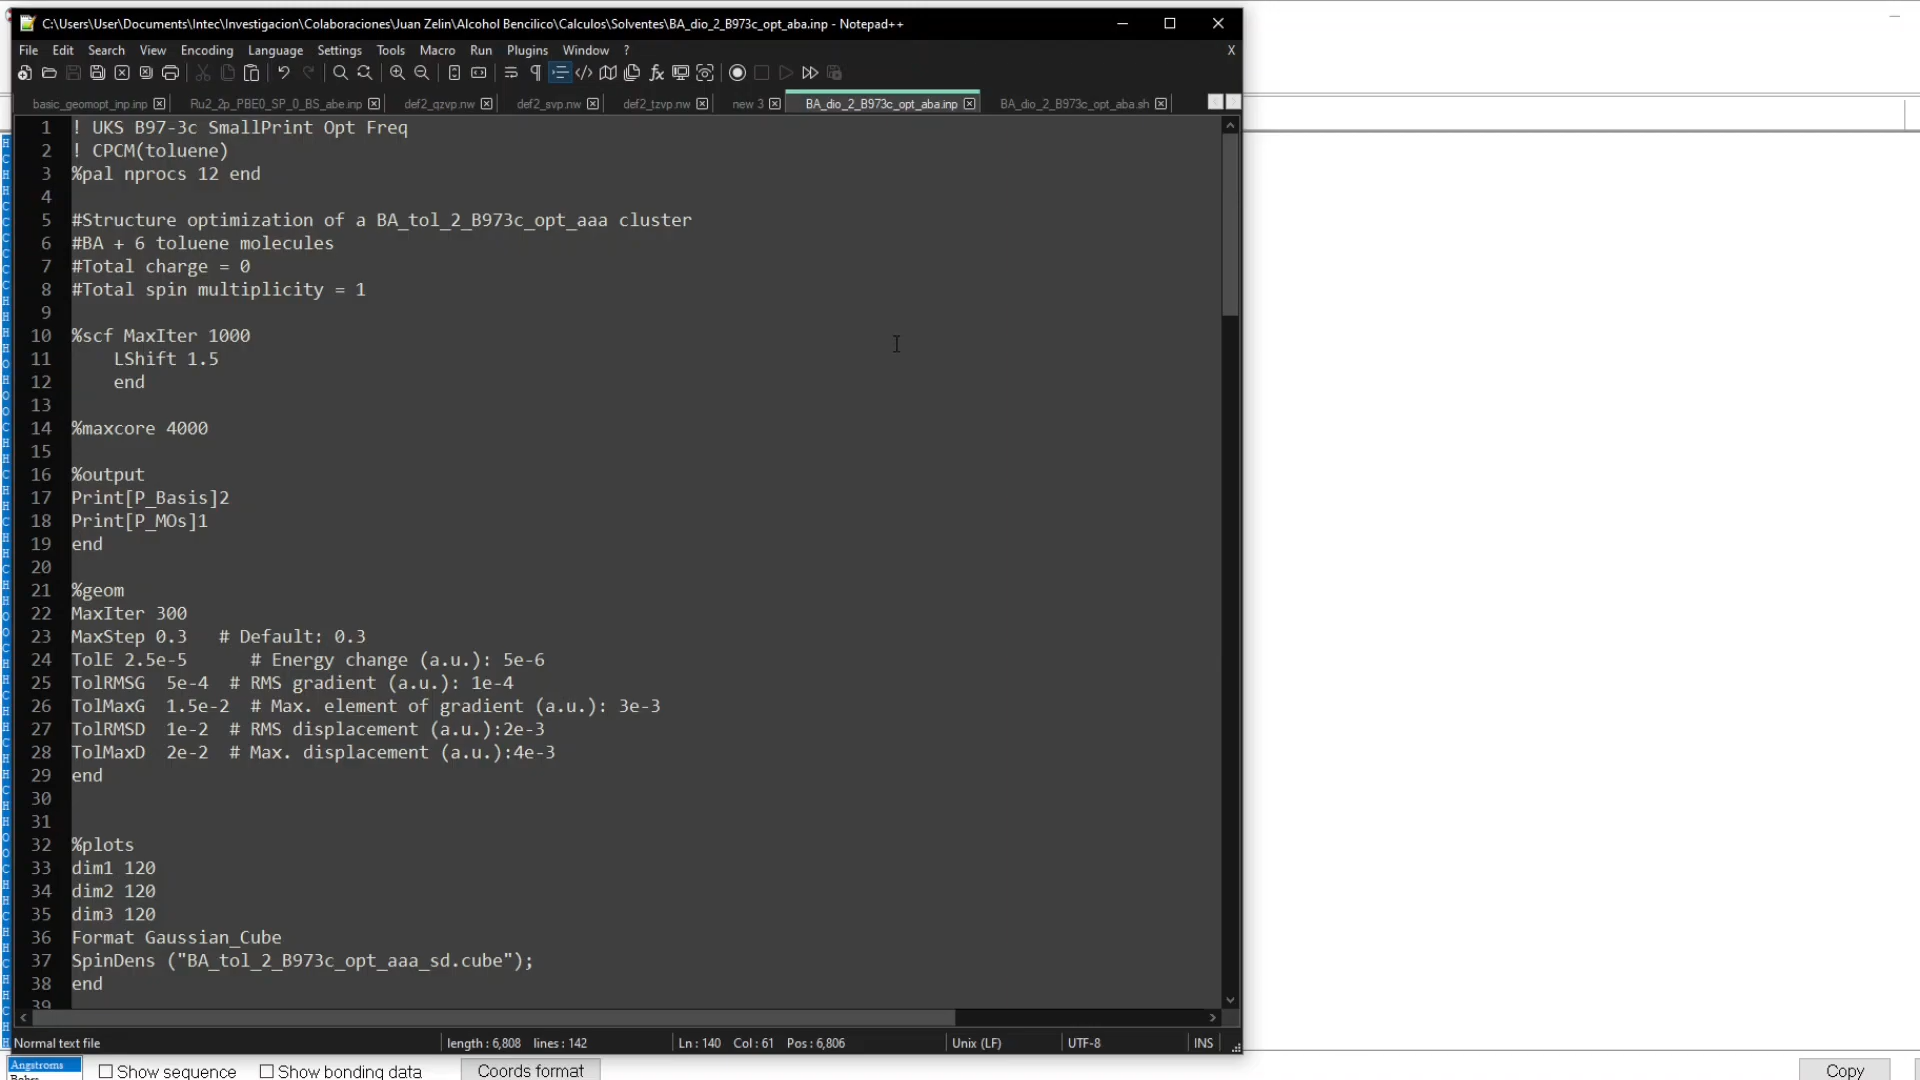 C:\Users\User\Documents\Intec\Investigacion\Colaboraciones\Juan Zelin\Alcohol Bencilico\Calculos\Solventes\BA_dio_2_B973c_opt_aba.inp - Notepad++
File Edit Search View Encoding Language Settings Tools Macro Run Plugins Window ? X
basic_geomopt_inp.inp Ru2_2p_PBE0_SP_0_BS_abe.inp def2_qzvp.nw def2_svp.nw def2_tzvp.nw new 3 BA_dio_2_B973c_opt_aba.inp BA_dio_2_B973c_opt_aba.sh
1 ! UKS B97-3c SmallPrint Opt Freq
2 ! CPCM(toluene)
3 %pal nprocs 12 end
4
5 #Structure optimization of a BA_tol_2_B973c_opt_aaa cluster
6 #BA + 6 toluene molecules
7 #Total charge = 0
8 #Total spin multiplicity = 1
9
10 %scf MaxIter 1000
11 LShift 1.5
12 end
13
14 %maxcore 4000
15
16 %output
17 Print[P_Basis]2
18 Print[P_MOs]1
19 end
20
21 %geom
22 MaxIter 300
23 MaxStep 0.3 # Default: 0.3
24 TolE 2.5e-5 # Energy change (a.u.): 5e-6
25 TolRMSG 5e-4 # RMS gradient (a.u.): 1e-4
26 TolMaxG 1.5e-2 # Max. element of gradient (a.u.): 3e-3
27 TolRMSD 1e-2 # RMS displacement (a.u.):2e-3
28 TolMaxD 2e-2 # Max. displacement (a.u.):4e-3
29 end
30
31
32 %plots
33 dim1 120
34 dim2 120
35 dim3 120
36 Format Gaussian_Cube
37 SpinDens ("BA_tol_2_B973c_opt_aaa_sd.cube");
38 end
39
Normal text file length : 6,808 lines : 142 Ln : 140 Col : 61 Pos : 6,806 Unix (LF) UTF-8 INS
Angstroms
Show sequence Show bonding data Coords format Copy